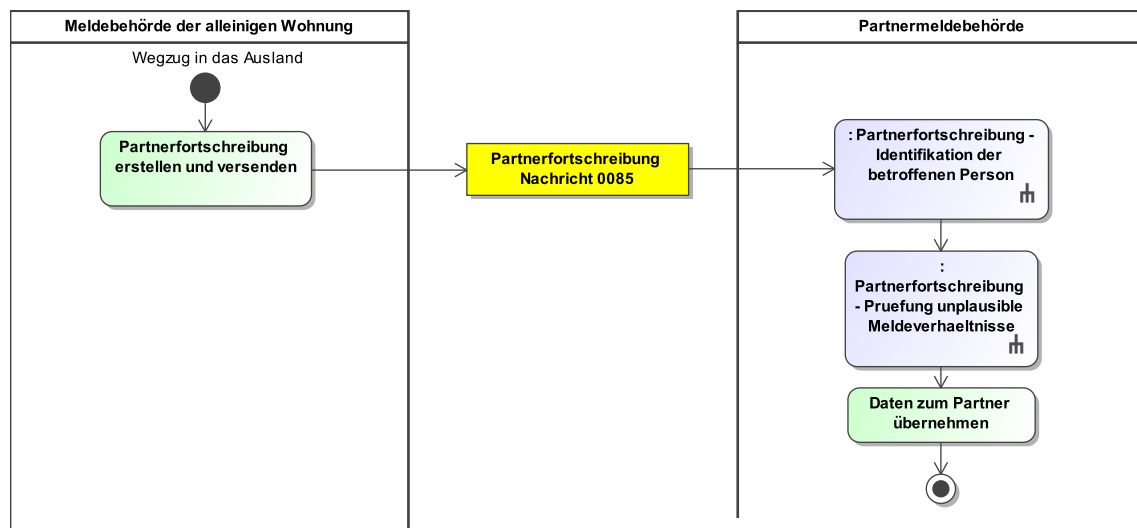 Meldebehörde der alleinigen Wohnung
Wegzug in das Ausland
Partnerfortschreibung
erstellen und versenden
Partnerfortschreibung
Nachricht 0085
Partnermeldebehörde
: Partnerfortschreibung -
Identifikation der
betroffenen Person
:
Partnerfortschreibung
- Pruefung unplausible
Meldeverhaeltnisse
Daten zum Partner
übernehmen